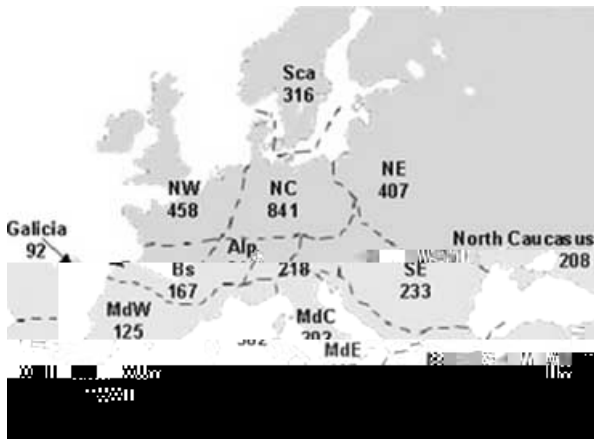 Sca
316
NE
407
NW
458
NC
841
Galicia
92
Alp
North Caucasus
208
Bs
167
218
SE
233
MdW
125
MdC
MdE